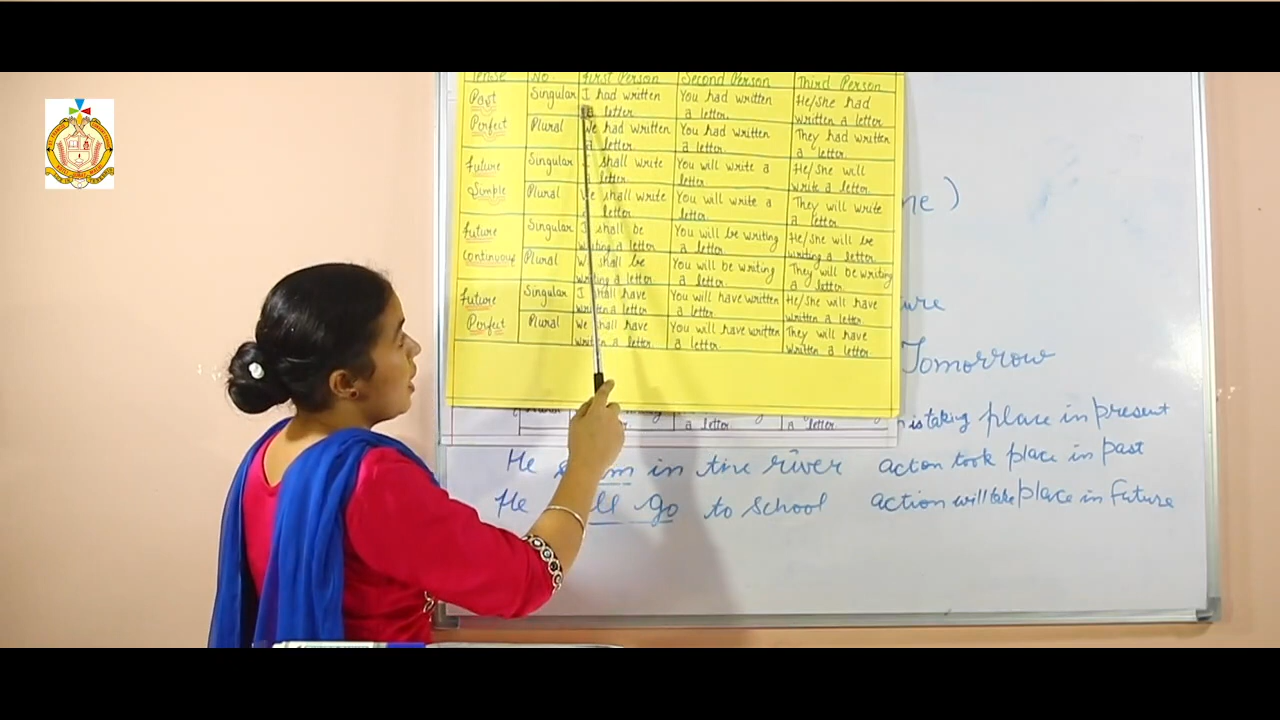 Tense No. First Person Second Person Third Person
Past Perfect
Singular
I had written
a letter.
You had written
a letter.
He/She had
written a letter.
Plural
We had written
a letter.
You had written
a letter.
They had written
a letter.
Future Simple
Singular
I shall write
a letter.
You will write a
letter.
He/She will
write a letter.
Plural
We shall write
a letter.
You will write a
letter.
They will write
a letter.
Future Continuous
Singular
I shall be
writing a letter.
You will be writing
a letter.
He/She will be
writing a letter.
Plural
We shall be
writing a letter.
You will be writing
a letter.
They will be writing
a letter.
Future Perfect
Singular
I shall have
written a letter.
You will have written
a letter.
He/She will have
written a letter.
Plural
We shall have
written a letter.
You will have written
a letter.
They will have
written a letter.
a letter. a letter.
Tomorrow
is taking place in present
He in the river acton took place in past
He go to school action will take place in Future